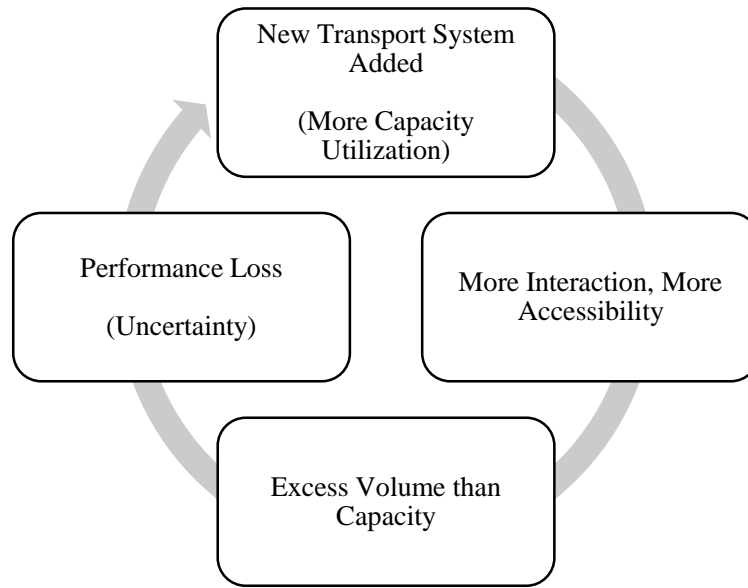 New Transport System
Added
(More Capacity
Utilization)
More Interaction, More
Accessibility
Excess Volume than
Capacity
Performance Loss
(Uncertainty)